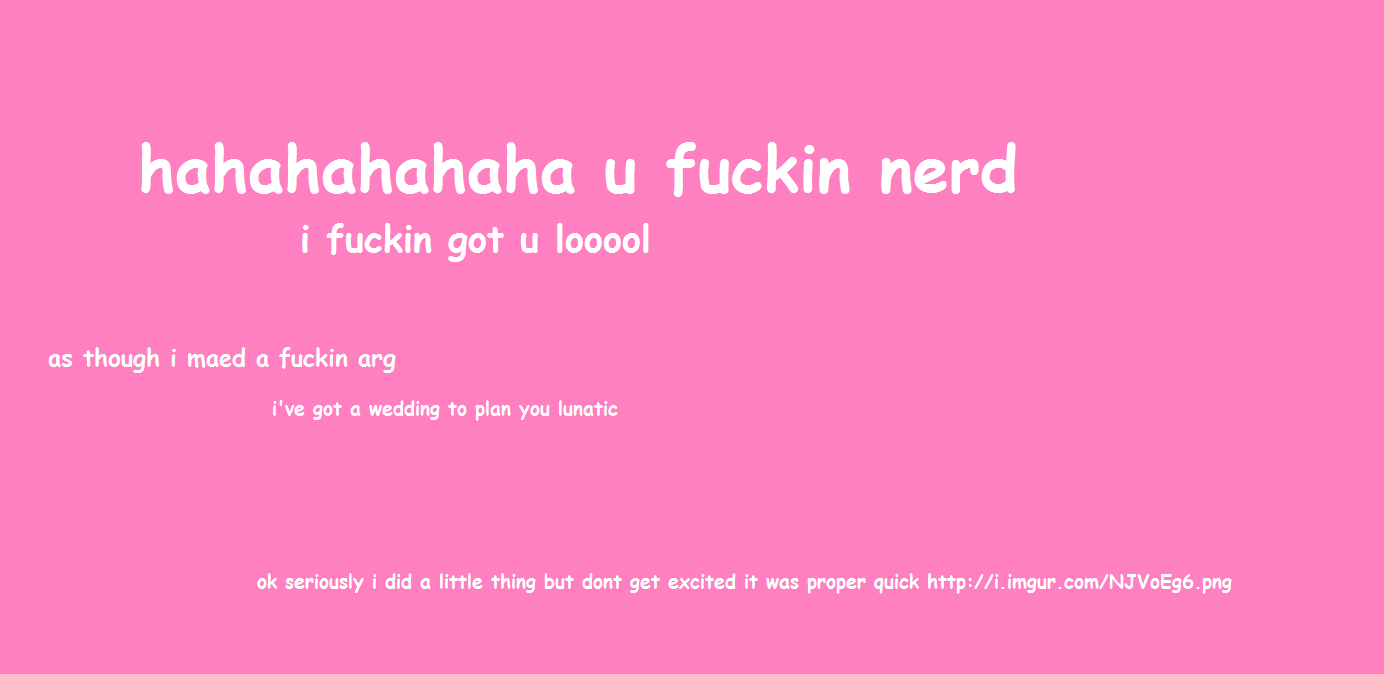 hahahahahaha u fuckin nerd
i fuckin got u looool
as though i maed a fuckin arg
i've got a wedding to plan you lunatic
ok seriously i did a little thing but dont get excited it was proper quick http://i.imgur.com/NJVoEg6.png